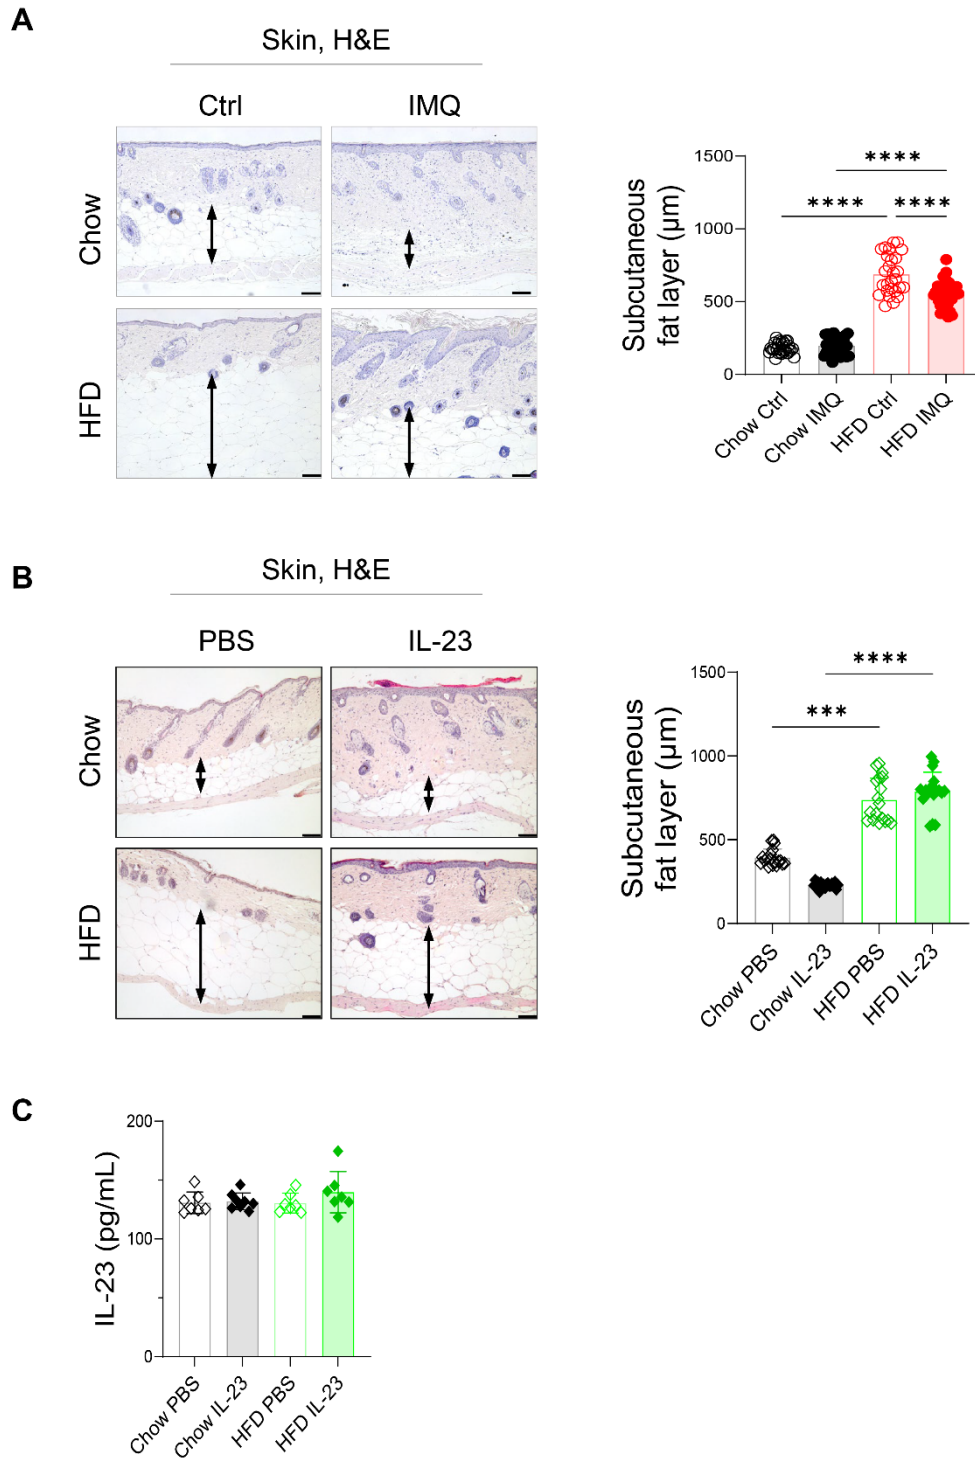 A
Skin, H&E
Ctrl
IMQ
Chow
HFD
Subcutaneous
fat layer (µm)
1500
1000
500
0
****
**** ****
Chow Ctrl
Chow IMQ
HFD Ctrl
HFD IMQ
B
Skin, H&E
PBS
IL-23
Chow
HFD
Subcutaneous
fat layer (µm)
1500
1000
500
0
****
***
Chow PBS
Chow IL-23
HFD PBS
HFD IL-23
C
IL-23 (pg/mL)
200
100
0
Chow PBS
Chow IL-23
HFD PBS
HFD IL-23